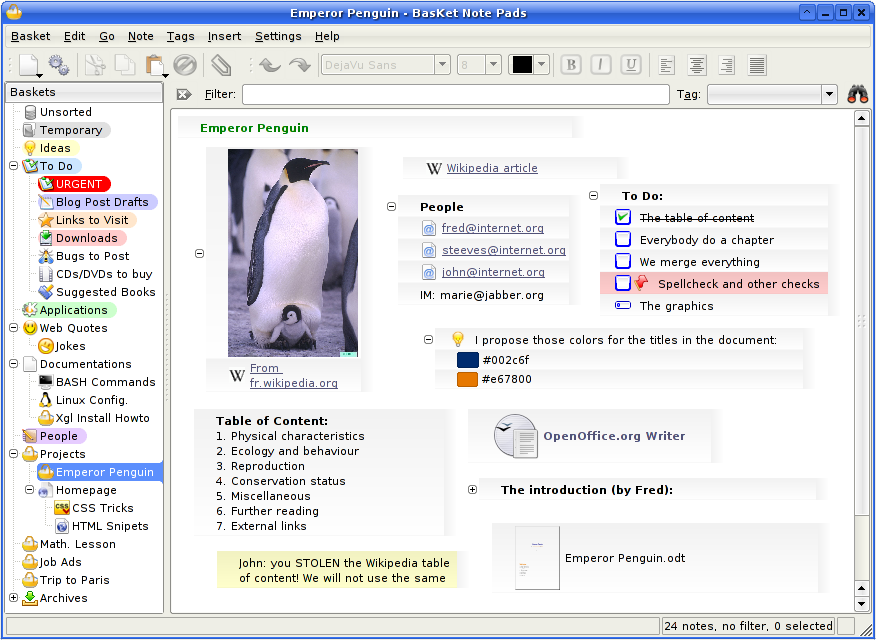 Emperor Penguin - BasKet Note Pads
Basket Edit Go Note Tags Insert Settings Help
DejaVu Sans 8 B I U
Baskets
Filter: Tag:
Unsorted
Temporary
Ideas
To Do
URGENT
Blog Post Drafts
Links to Visit
Downloads
Bugs to Post
CDs/DVDs to buy
Suggested Books
Applications
Web Quotes
Jokes
Documentations
BASH Commands
Linux Config.
Xgl Install Howto
People
Projects
Emperor Penguin
Homepage
CSS Tricks
HTML Snipets
Math. Lesson
Job Ads
Trip to Paris
Archives
Emperor Penguin
W Wikipedia article
People
fred@internet.org
steeves@internet.org
john@internet.org
IM: marie@jabber.org
To Do:
The table of content
Everybody do a chapter
We merge everything
Spellcheck and other checks
The graphics
W From
fr.wikipedia.org
I propose those colors for the titles in the document:
#002c6f
#e67800
Table of Content:
1. Physical characteristics
2. Ecology and behaviour
3. Reproduction
4. Conservation status
5. Miscellaneous
6. Further reading
7. External links
OpenOffice.org Writer
The introduction (by Fred):
Emperor Penguin.odt
John: you STOLEN the Wikipedia table
of content! We will not use the same
24 notes, no filter, 0 selected